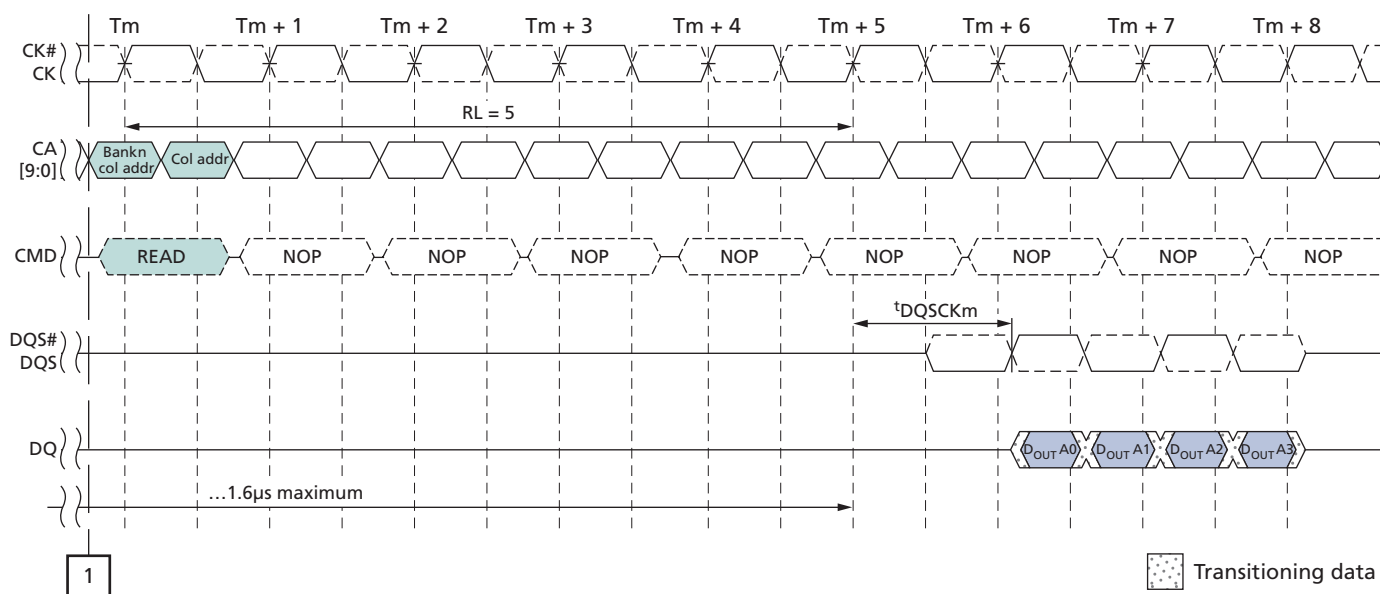 Tm Tm + 1 Tm + 2 Tm + 3 Tm + 4 Tm + 5 Tm + 6 Tm + 7 Tm + 8
CK#
CK
RL = 5
CA
[9:0]
Bankn
col addr
Col addr
CMD
READ NOP NOP NOP NOP NOP NOP NOP NOP
tDQSCKm
DQS#
DQS
DQ
DOUT A0 DOUT A1 DOUT A2 DOUT A3
…1.6µs maximum
1
Transitioning data